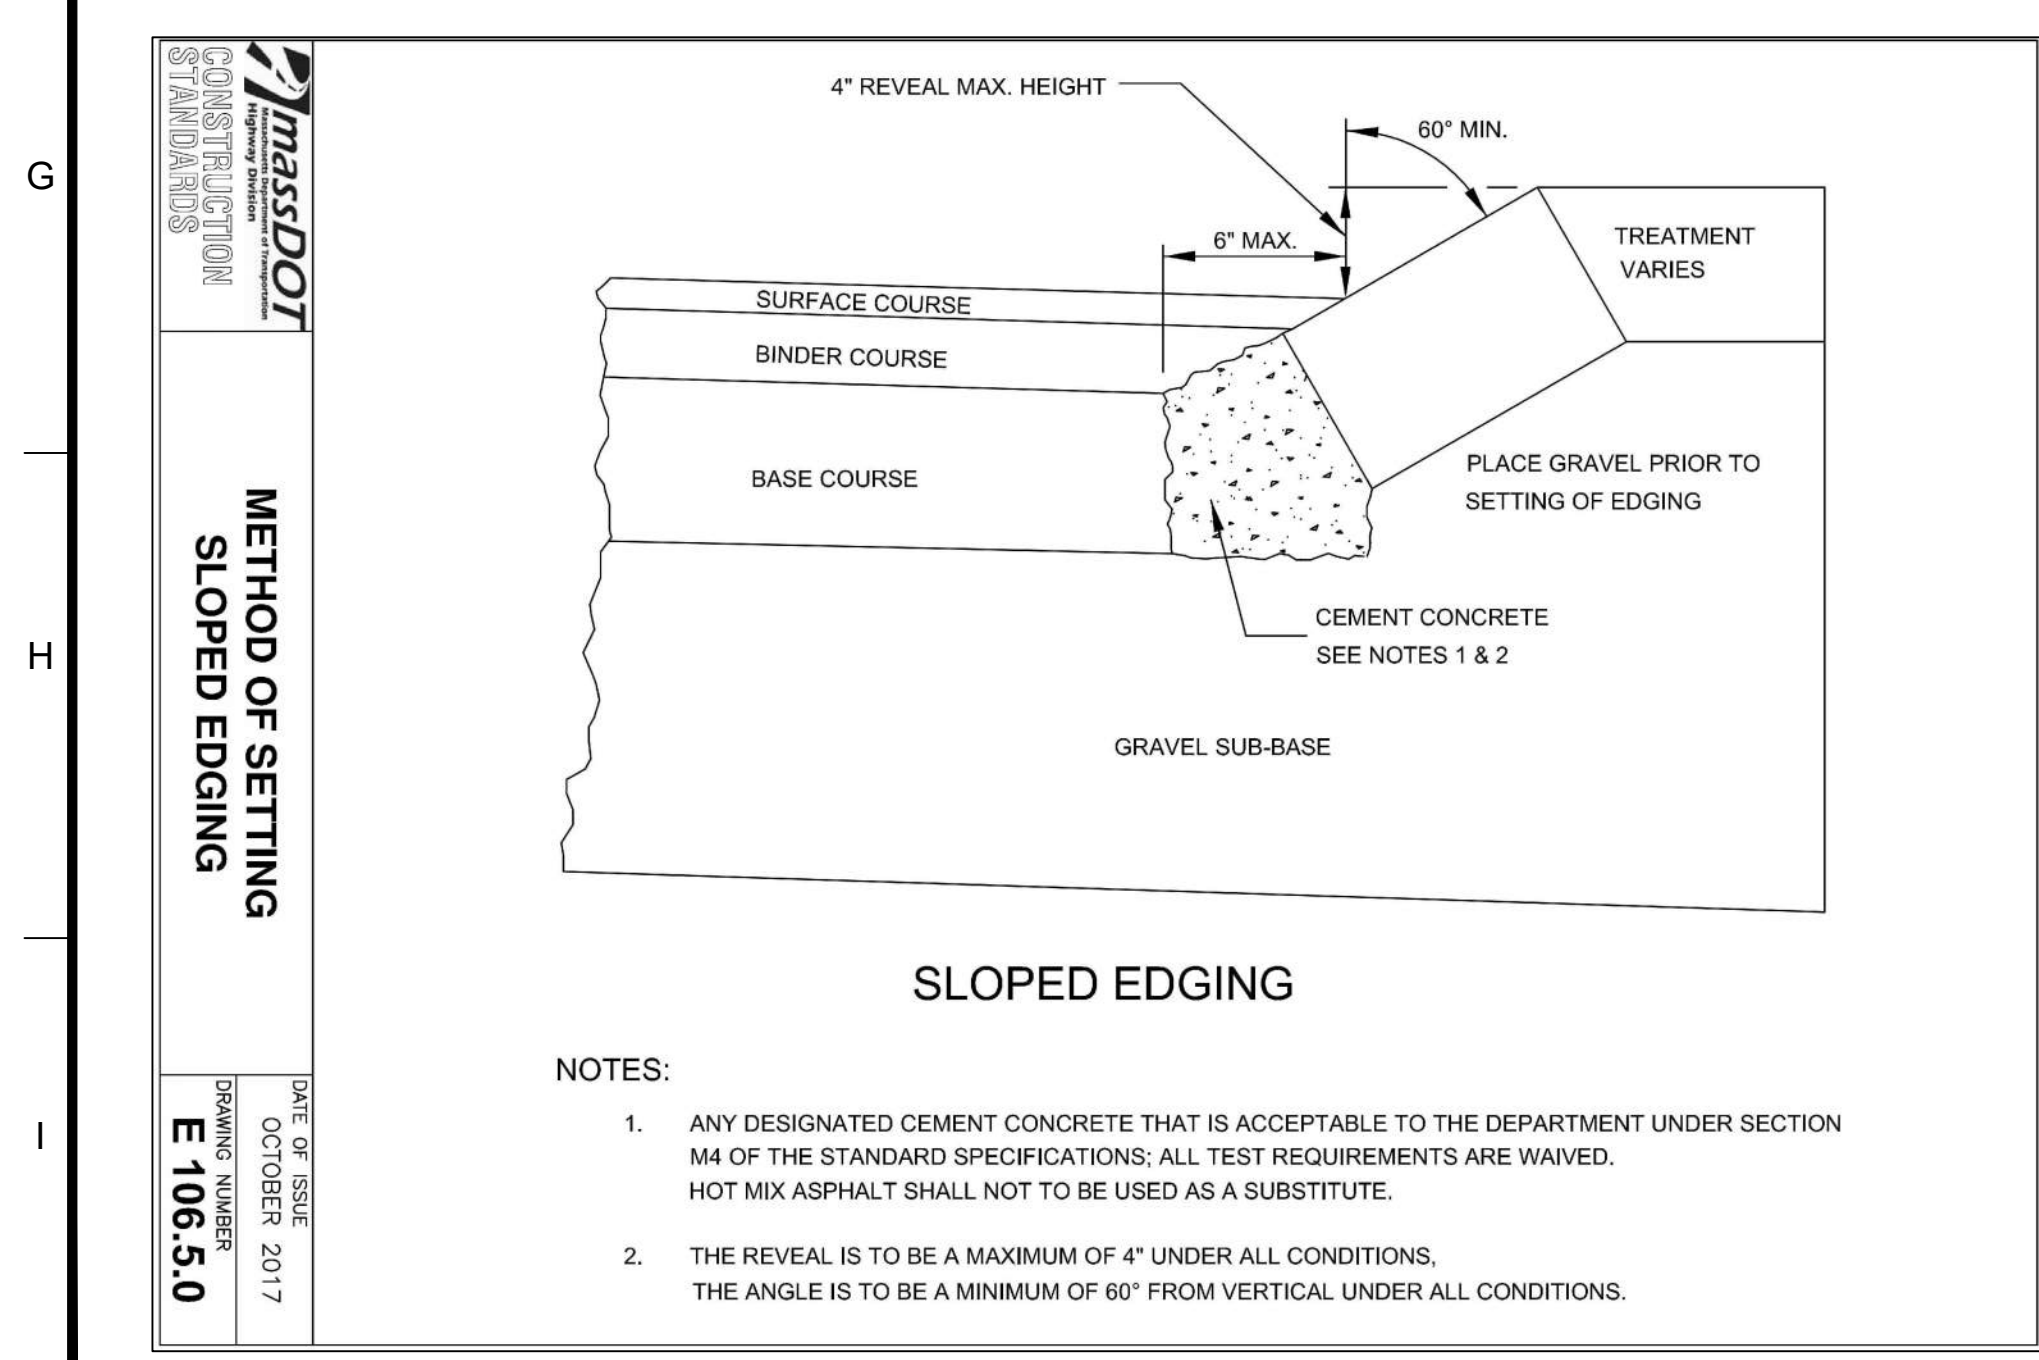 G
H
I
massDOT
Massachusetts Department of Transportation
Highway Division
CONSTRUCTION
STANDARDS
METHOD OF SETTING
SLOPED EDGING
DATE OF ISSUE
OCTOBER 2017
DRAWING NUMBER
E 106.5.0
4" REVEAL MAX. HEIGHT
60° MIN.
6" MAX.
TREATMENT
VARIES
SURFACE COURSE
BINDER COURSE
BASE COURSE
PLACE GRAVEL PRIOR TO
SETTING OF EDGING
CEMENT CONCRETE
SEE NOTES 1 & 2
GRAVEL SUB-BASE
SLOPED EDGING
NOTES:
1. ANY DESIGNATED CEMENT CONCRETE THAT IS ACCEPTABLE TO THE DEPARTMENT UNDER SECTION
M4 OF THE STANDARD SPECIFICATIONS; ALL TEST REQUIREMENTS ARE WAIVED.
HOT MIX ASPHALT SHALL NOT TO BE USED AS A SUBSTITUTE.
2. THE REVEAL IS TO BE A MAXIMUM OF 4" UNDER ALL CONDITIONS,
THE ANGLE IS TO BE A MINIMUM OF 60° FROM VERTICAL UNDER ALL CONDITIONS.